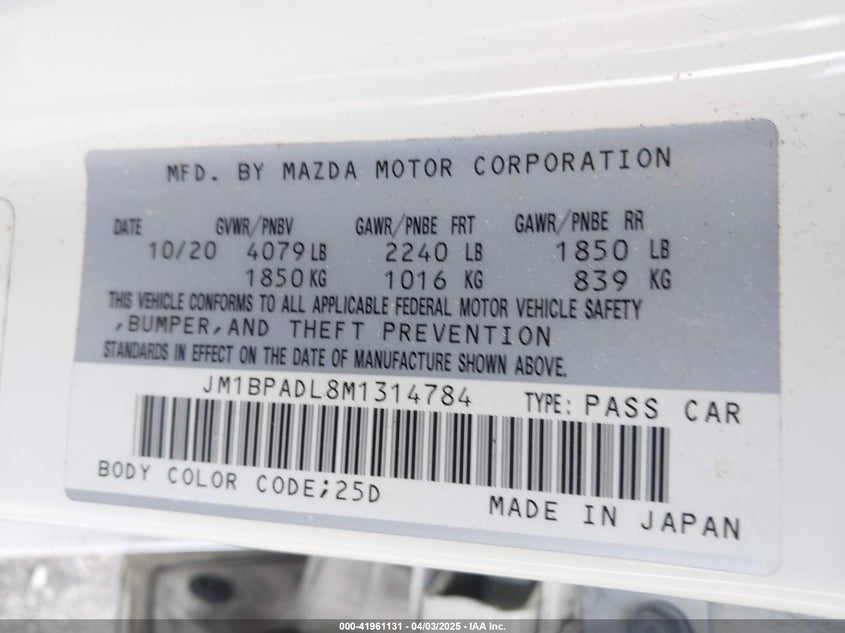 MFD. BY MAZDA MOTOR CORPORATION
DATE GVWR/PNBV GAWR/PNBE FRT GAWR/PNBE RR
10/20 4079 LB 2240 LB 1850 LB
1850 KG 1016 KG 839 KG
THIS VEHICLE CONFORMS TO ALL APPLICABLE FEDERAL MOTOR VEHICLE SAFETY
,BUMPER,AND THEFT PREVENTION
STANDARDS IN EFFECT ON THE DATE OF MANUFACTURE SHOWN ABOVE.
JM1BPADL8M1314784 TYPE: PASS CAR
BODY COLOR CODE;25D MADE IN JAPAN
000-41961131 - 04/03/2025 - IAA Inc.